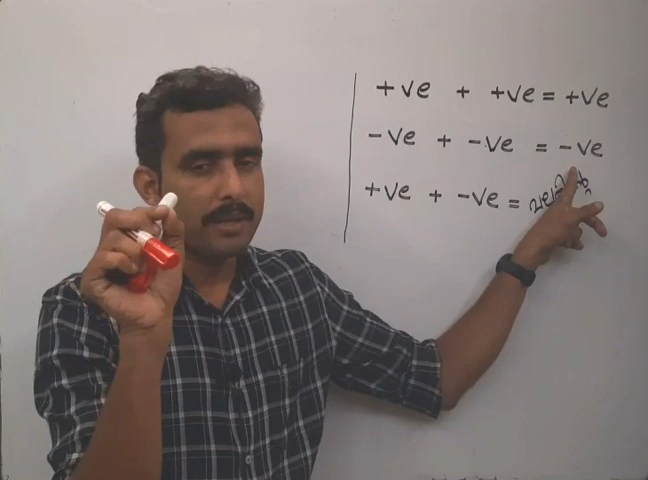 +ve + +ve = +ve
-ve + -ve = -ve
+ve + -ve =